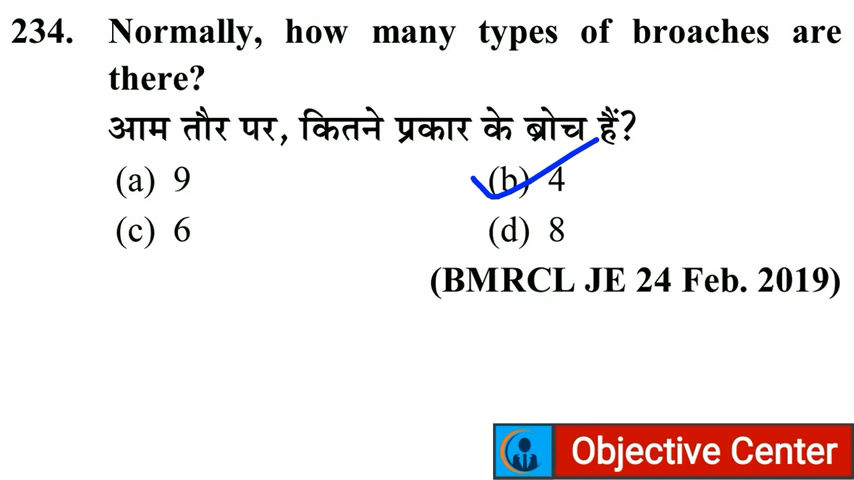 234. Normally, how many types of broaches are
there?
आम तौर पर, कितने प्रकार के ब्रोच हैं?
(a) 9 (b) 4
(c) 6 (d) 8
(BMRCL JE 24 Feb. 2019)
Objective Center